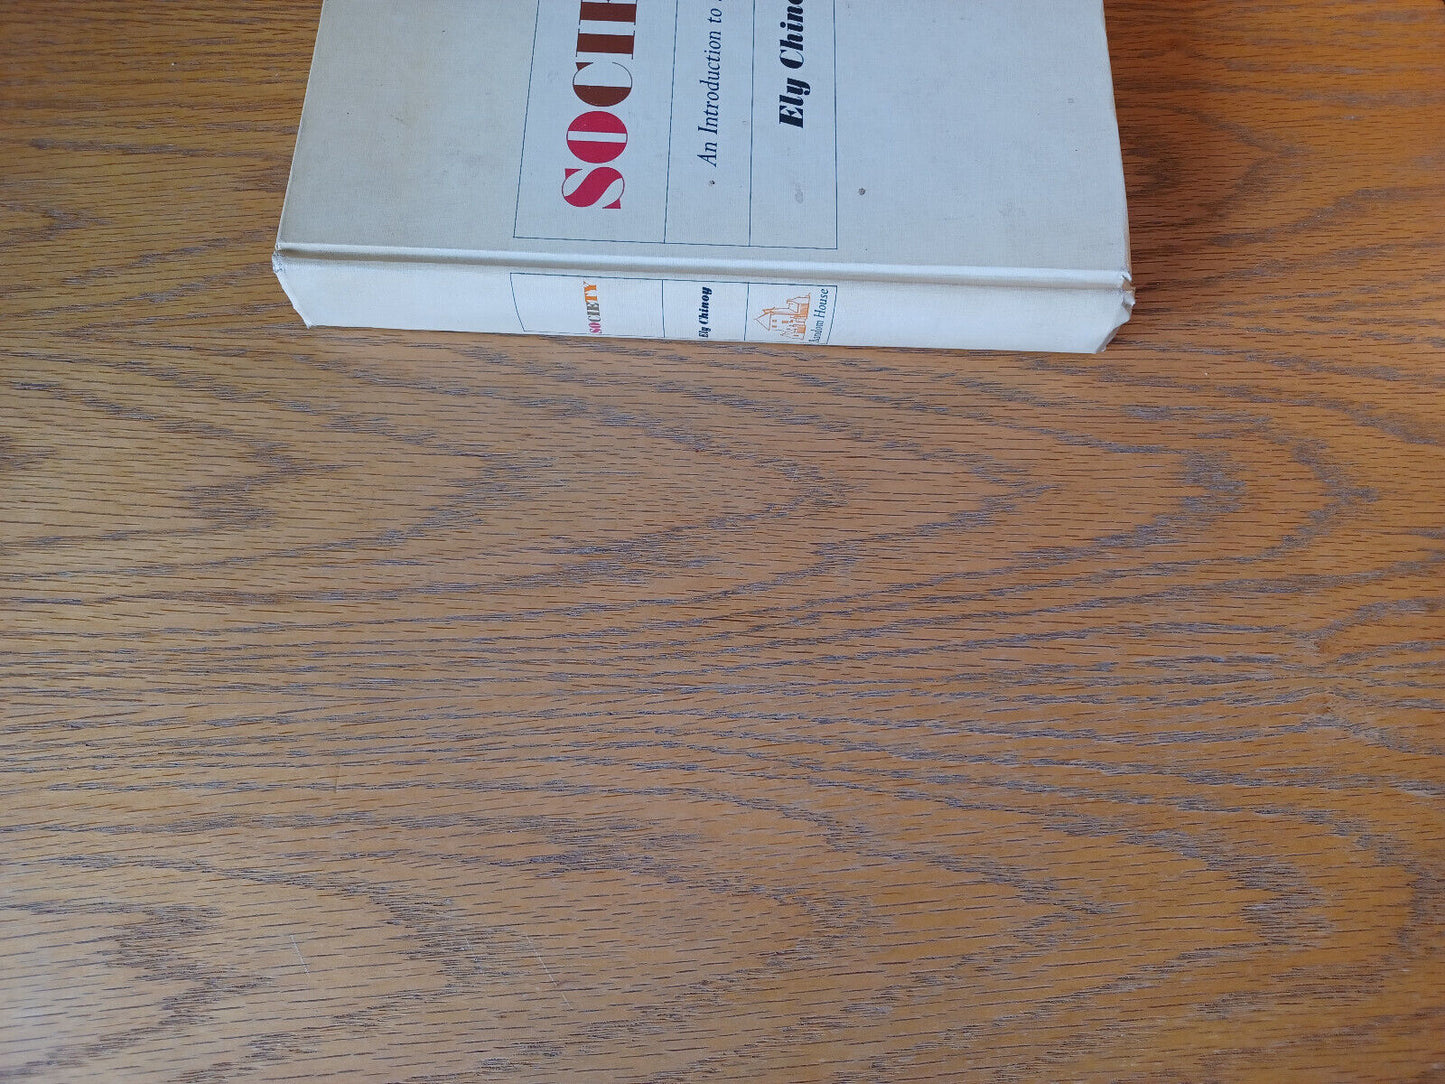 SOCIE
An Introduction to
Ely Chino
SOCIETY
Ely Chinoy
Random House